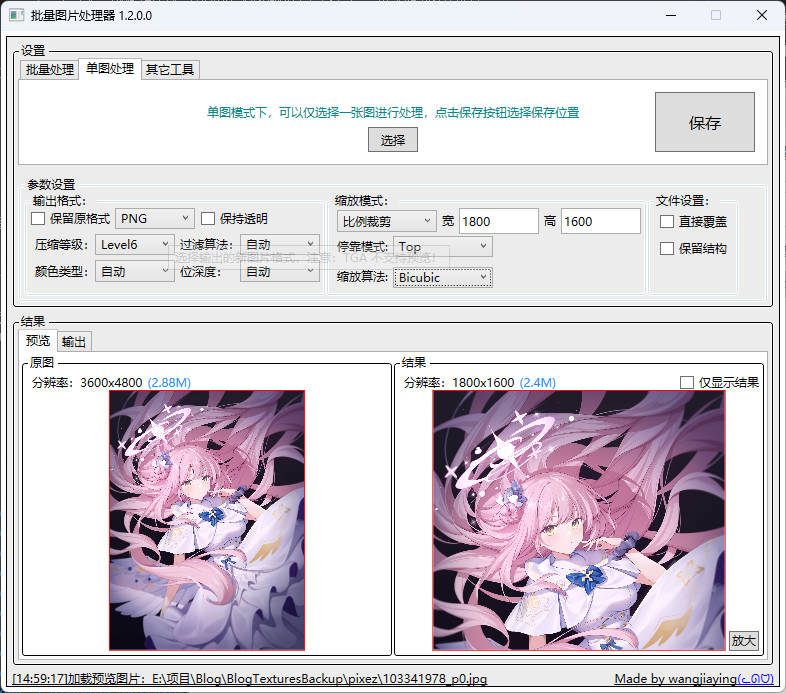 批量图片处理器 1.2.0.0
设置
批量处理 单图处理 其它工具
单图模式下，可以仅选择一张图进行处理，点击保存按钮选择保存位置
选择
保存
参数设置
输出格式：
保留原格式 PNG 保持透明
压缩等级： Level6 过滤算法： 自动
选择输出的新图片格式，注意：TGA 不支持预览！
颜色类型： 自动 位深度： 自动
缩放模式：
比例裁剪 宽 1800 高 1600
停靠模式： Top
缩放算法： Bicubic
文件设置：
直接覆盖
保留结构
结果
预览 输出
原图
分辨率： 3600x4800 (2.88M)
结果
分辨率： 1800x1600 (2.4M) 仅显示结果
放大
[14:59:17]加载预览图片： E:\项目\Blog\BlogTexturesBackup\pixez\103341978_p0.jpg
Made by wangjiaying